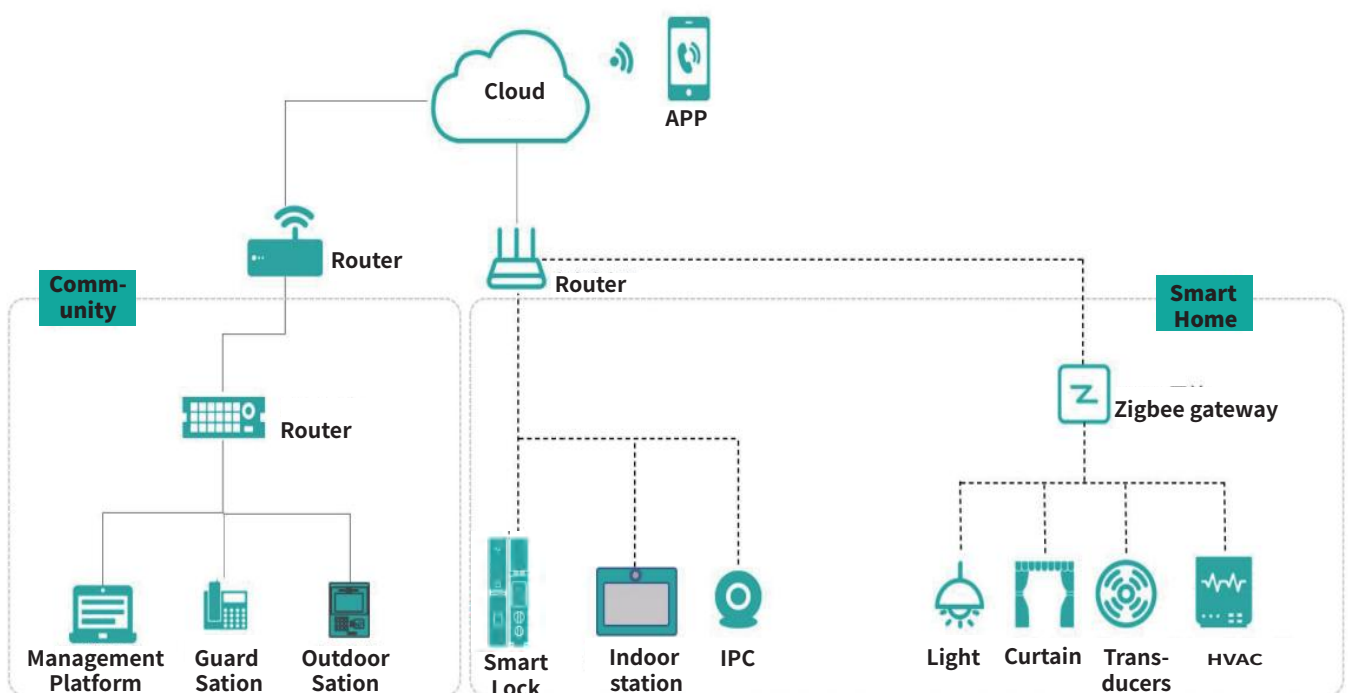 Cloud
APP
Router
Router
Comm-
unity
Smart
Home
Zigbee gateway
Router
Management
Platform
Guard
Sation
Outdoor
Sation
Smart
Lock
Indoor
station
IPC
Light
Curtain
Trans-
ducers
HVAC